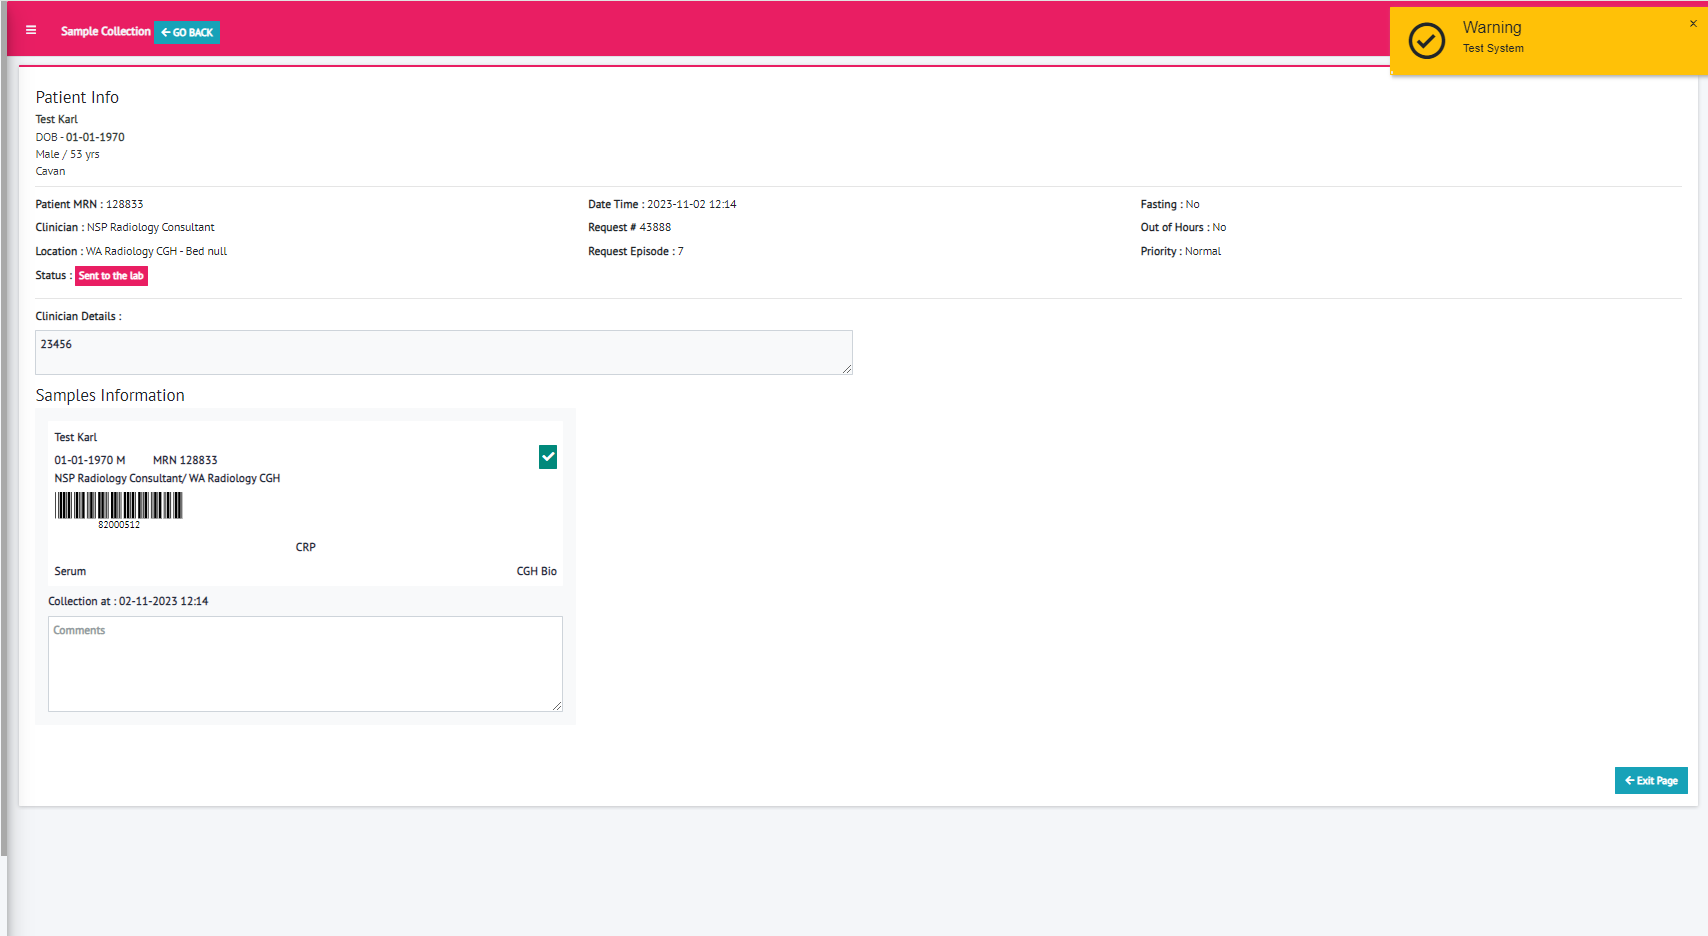 Sample Collection GO BACK
Warning
Test System
Patient Info
Test Karl
DOB - 01-01-1970
Male / 53 yrs
Cavan
Patient MRN : 128833 Date Time : 2023-11-02 12:14 Fasting : No
Clinician : NSP Radiology Consultant Request # 43888 Out of Hours : No
Location : WA Radiology CGH - Bed null Request Episode : 7 Priority : Normal
Status : Sent to the lab
Clinician Details :
23456
Samples Information
Test Karl
01-01-1970 M MRN 128833
NSP Radiology Consultant/ WA Radiology CGH
82000512
CRP
Serum CGH Bio
Collection at : 02-11-2023 12:14
Comments
Exit Page